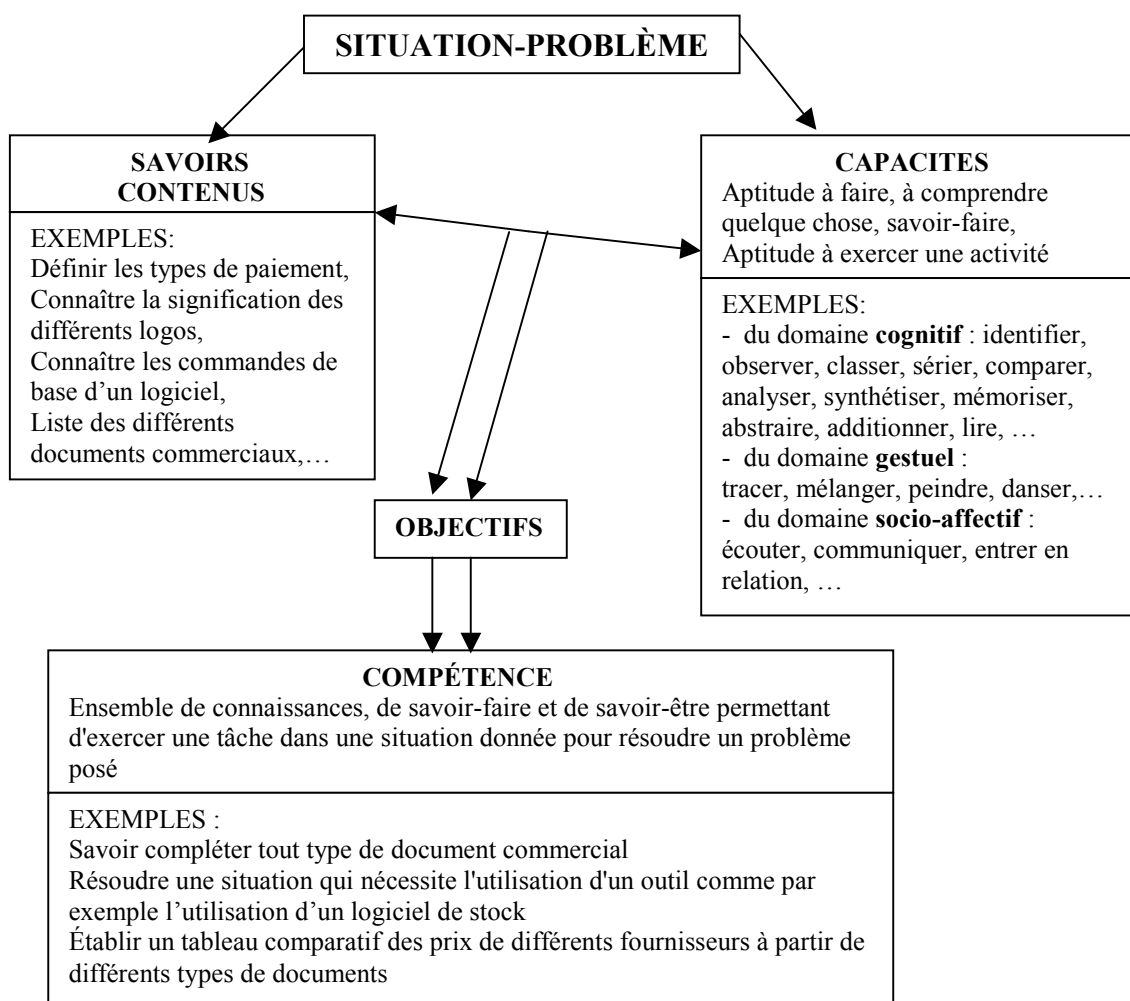 SITUATION-PROBLÈME
SAVOIRS
CONTENUS
EXEMPLES:
Définir les types de paiement,
Connaître la signification des
différents logos,
Connaître les commandes de
base d’un logiciel,
Liste des différents
documents commerciaux,…
CAPACITES
Aptitude à faire, à comprendre
quelque chose, savoir-faire,
Aptitude à exercer une activité
EXEMPLES:
- du domaine cognitif : identifier,
observer, classer, sérier, comparer,
analyser, synthétiser, mémoriser,
abstraire, additionner, lire, …
- du domaine gestuel :
tracer, mélanger, peindre, danser,…
- du domaine socio-affectif :
écouter, communiquer, entrer en
relation, …
OBJECTIFS
COMPÉTENCE
Ensemble de connaissances, de savoir-faire et de savoir-être permettant
d'exercer une tâche dans une situation donnée pour résoudre un problème
posé
EXEMPLES :
Savoir compléter tout type de document commercial
Résoudre une situation qui nécessite l'utilisation d'un outil comme par
exemple l’utilisation d’un logiciel de stock
Établir un tableau comparatif des prix de différents fournisseurs à partir de
différents types de documents